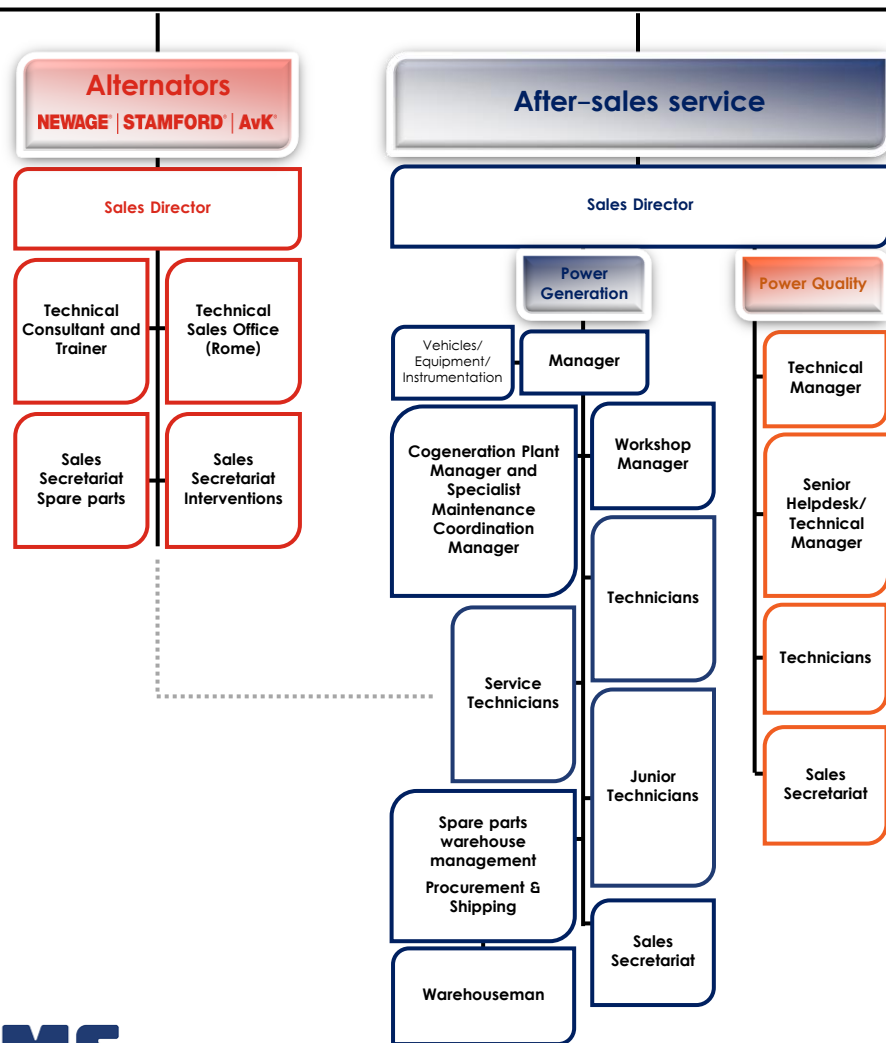 Alternators
NEWAGE® | STAMFORD® | AvK®
Sales Director
Technical
Consultant and
Trainer
Technical
Sales Office
(Rome)
Sales
Secretariat
Spare parts
Sales
Secretariat
Interventions
After-sales service
Sales Director
Power
Generation
Power Quality
Vehicles/
Equipment/
Instrumentation
Manager
Cogeneration Plant
Manager and
Specialist
Maintenance
Coordination
Manager
Workshop
Manager
Technicians
Service
Technicians
Junior
Technicians
Spare parts
warehouse
management
Procurement &
Shipping
Sales
Secretariat
Warehouseman
Technical
Manager
Senior
Helpdesk/
Technical
Manager
Technicians
Sales
Secretariat